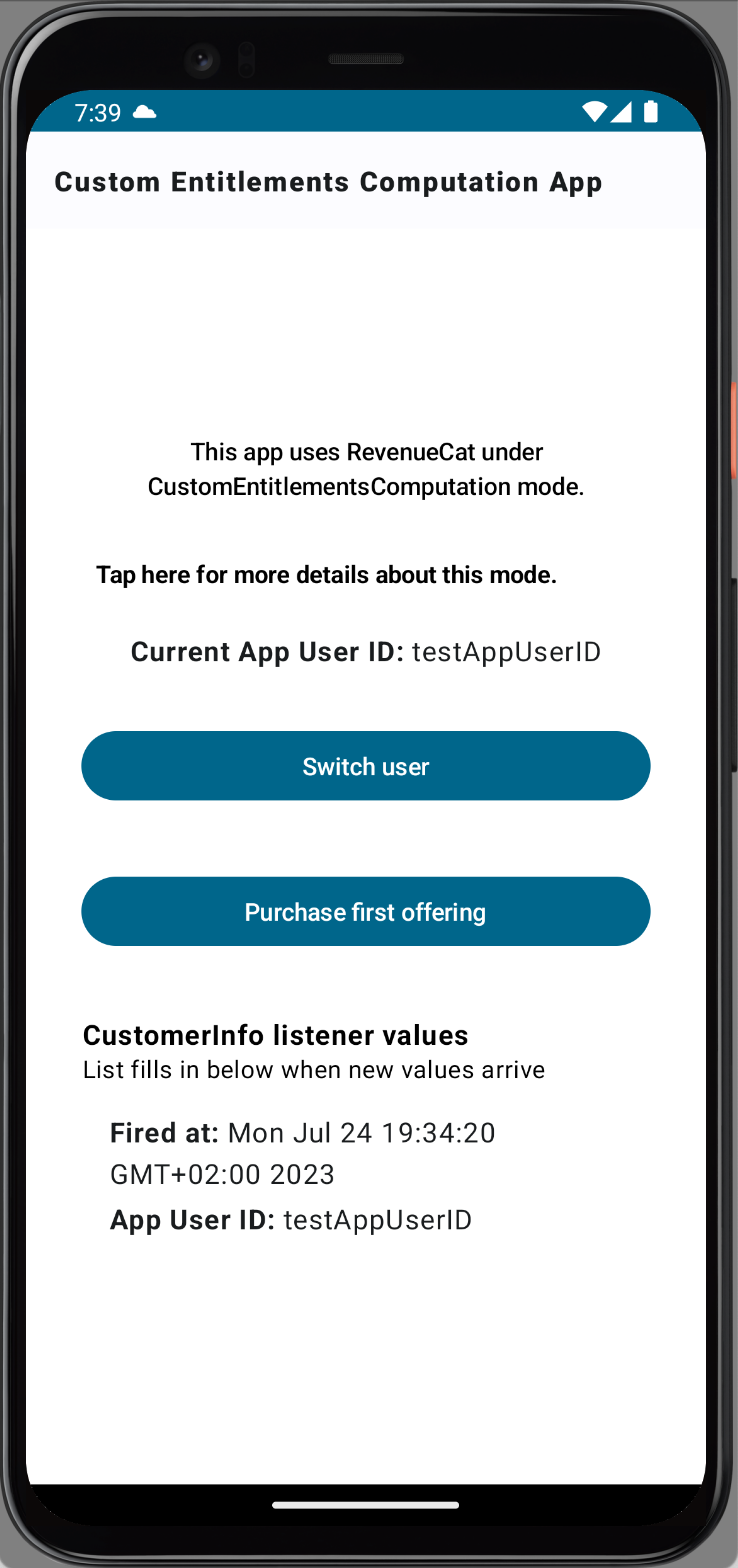 7:39
Custom Entitlements Computation App
This app uses RevenueCat under
CustomEntitlementsComputation mode.
Tap here for more details about this mode.
Current App User ID: testAppUserID
Switch user
Purchase first offering
CustomerInfo listener values
List fills in below when new values arrive
Fired at: Mon Jul 24 19:34:20
GMT+02:00 2023
App User ID: testAppUserID